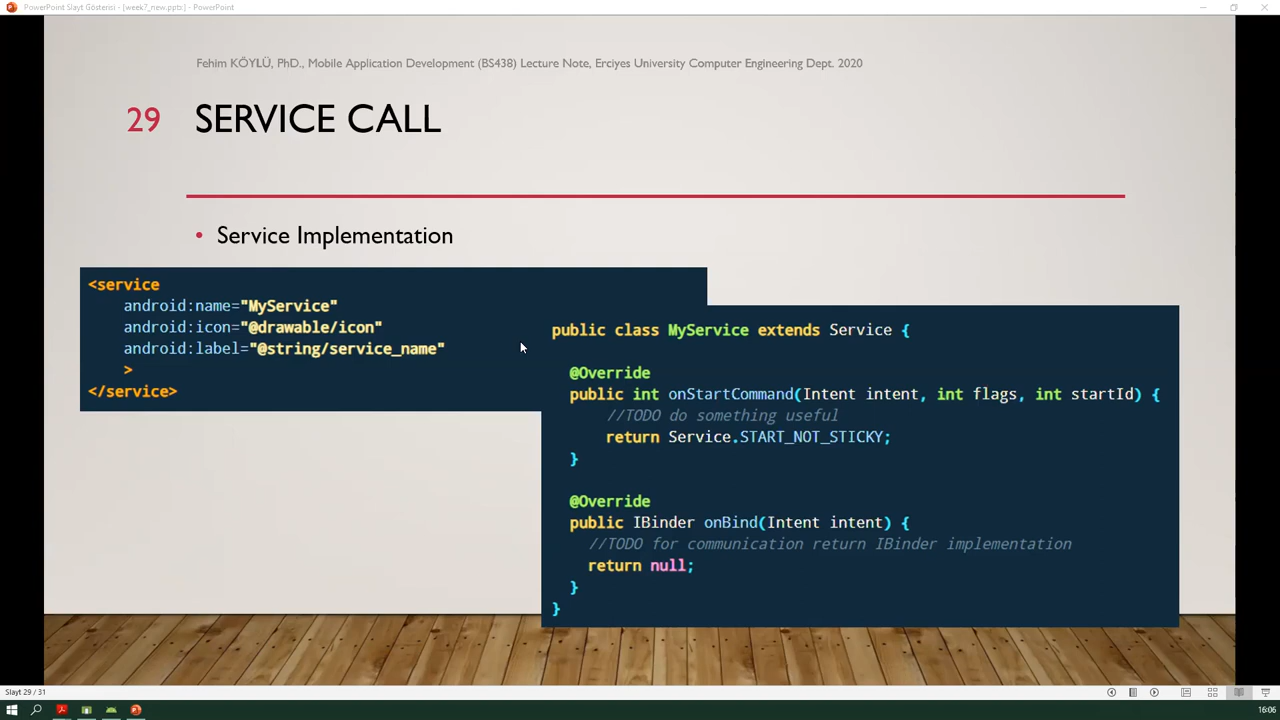 PowerPoint Slayt Gösterisi - [week7_new.pptx] - PowerPoint
Fehim KÖYLÜ, PhD., Mobile Application Development (BS438) Lecture Note, Erciyes University Computer Engineering Dept. 2020
29 SERVICE CALL
• Service Implementation
<service
android:name="MyService"
android:icon="@drawable/icon"
android:label="@string/service_name"
>
</service>
public class MyService extends Service {
@Override
public int onStartCommand(Intent intent, int flags, int startId) {
//TODO do something useful
return Service.START_NOT_STICKY;
}
@Override
public IBinder onBind(Intent intent) {
//TODO for communication return IBinder implementation
return null;
}
}
Slayt 29 / 31
16:06